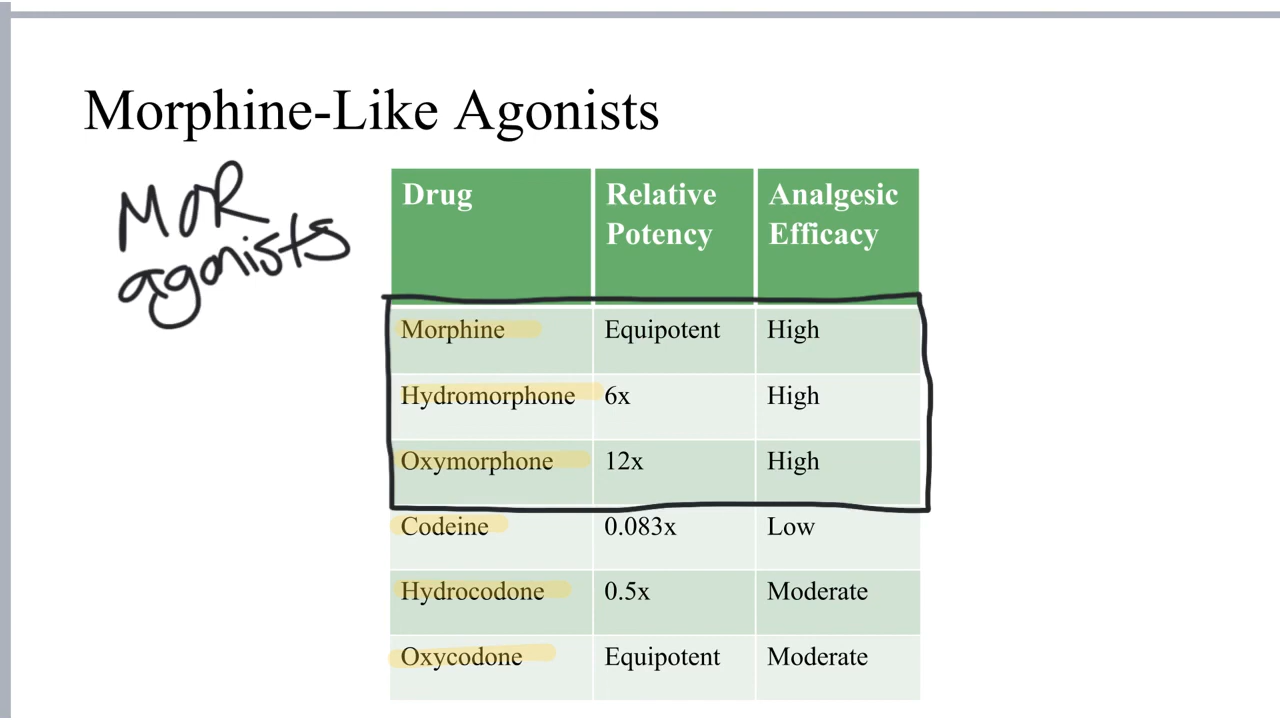 Morphine-Like Agonists
MOR
agonists
Drug Relative Potency Analgesic Efficacy
Morphine Equipotent High
Hydromorphone 6x High
Oxymorphone 12x High
Codeine 0.083x Low
Hydrocodone 0.5x Moderate
Oxycodone Equipotent Moderate